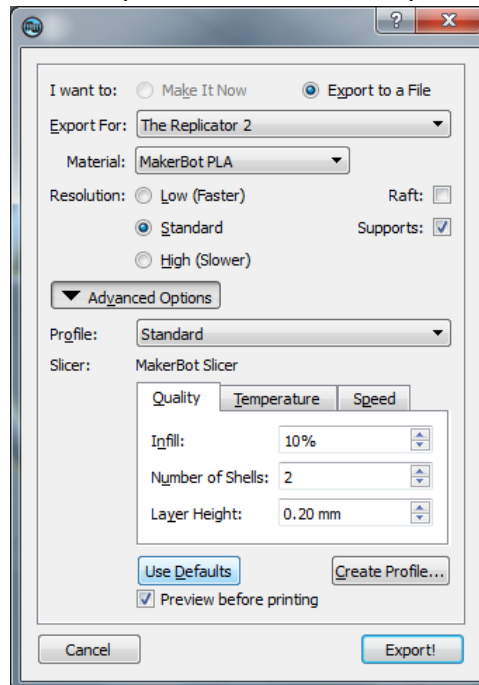 I want to: Make It Now Export to a File
Export For: The Replicator 2
Material: MakerBot PLA
Resolution: Low (Faster) Raft:
Standard Supports:
High (Slower)
Advanced Options
Profile: Standard
Slicer: MakerBot Slicer
Quality Temperature Speed
Infill: 10%
Number of Shells: 2
Layer Height: 0.20 mm
Use Defaults Create Profile...
Preview before printing
Cancel Export!